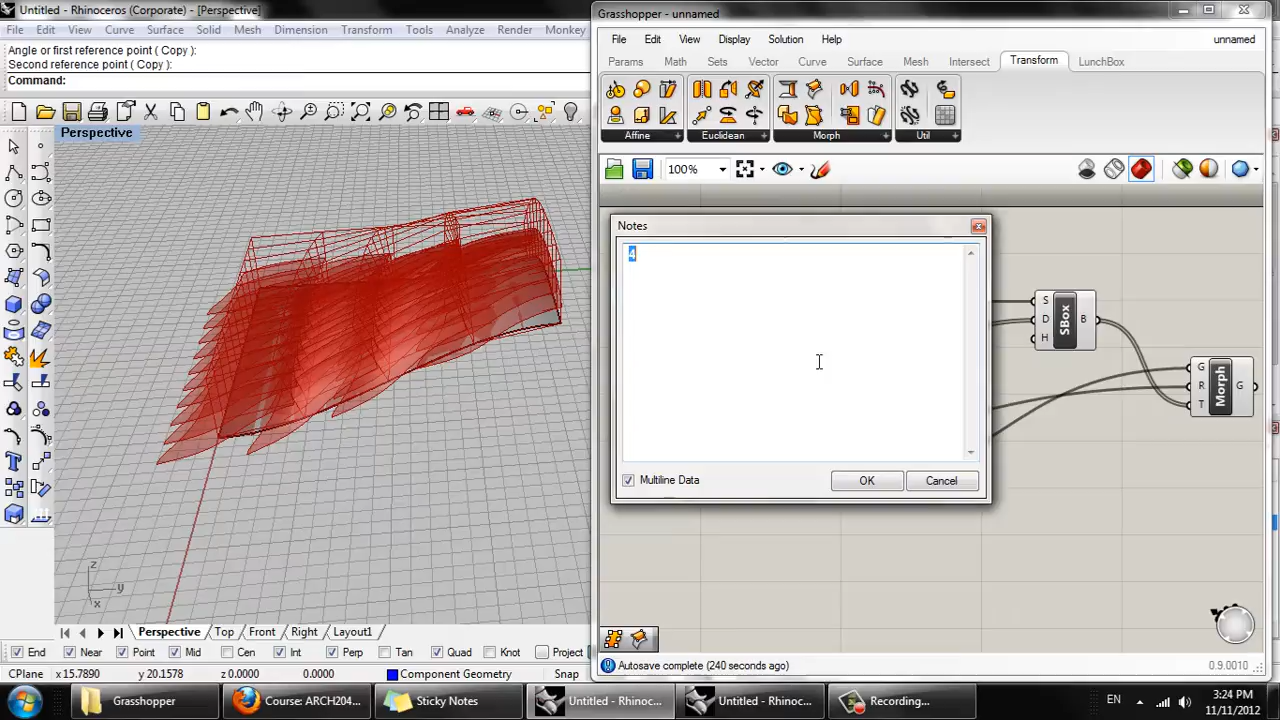 Untitled - Rhinoceros (Corporate) - [Perspective]
File Edit View Curve Surface Solid Mesh Dimension Transform Tools Analyze Render Monkey
Angle or first reference point ( Copy ):
Second reference point ( Copy ):
Command:
Perspective
z
y
x
Perspective Top Front Right Layout1
End Near Point Mid Cen Int Perp Tan Quad Knot Project
CPlane x 15.7890 y 20.1578 z 0.0000 0.0000 Component Geometry Snap
Grasshopper - unnamed
File Edit View Display Solution Help unnamed
Params Math Sets Vector Curve Surface Mesh Intersect Transform LunchBox
Affine Euclidean Morph Util
100%
Notes
4
Multiline Data OK Cancel
S
D
H
SBox
B
G
R
T
Morph
G
Autosave complete (240 seconds ago) 0.9.0010
Grasshopper Course: ARCH204... Sticky Notes Untitled - Rhinoc... Untitled - Rhinoc... Recording... EN 3:24 PM
11/11/2012